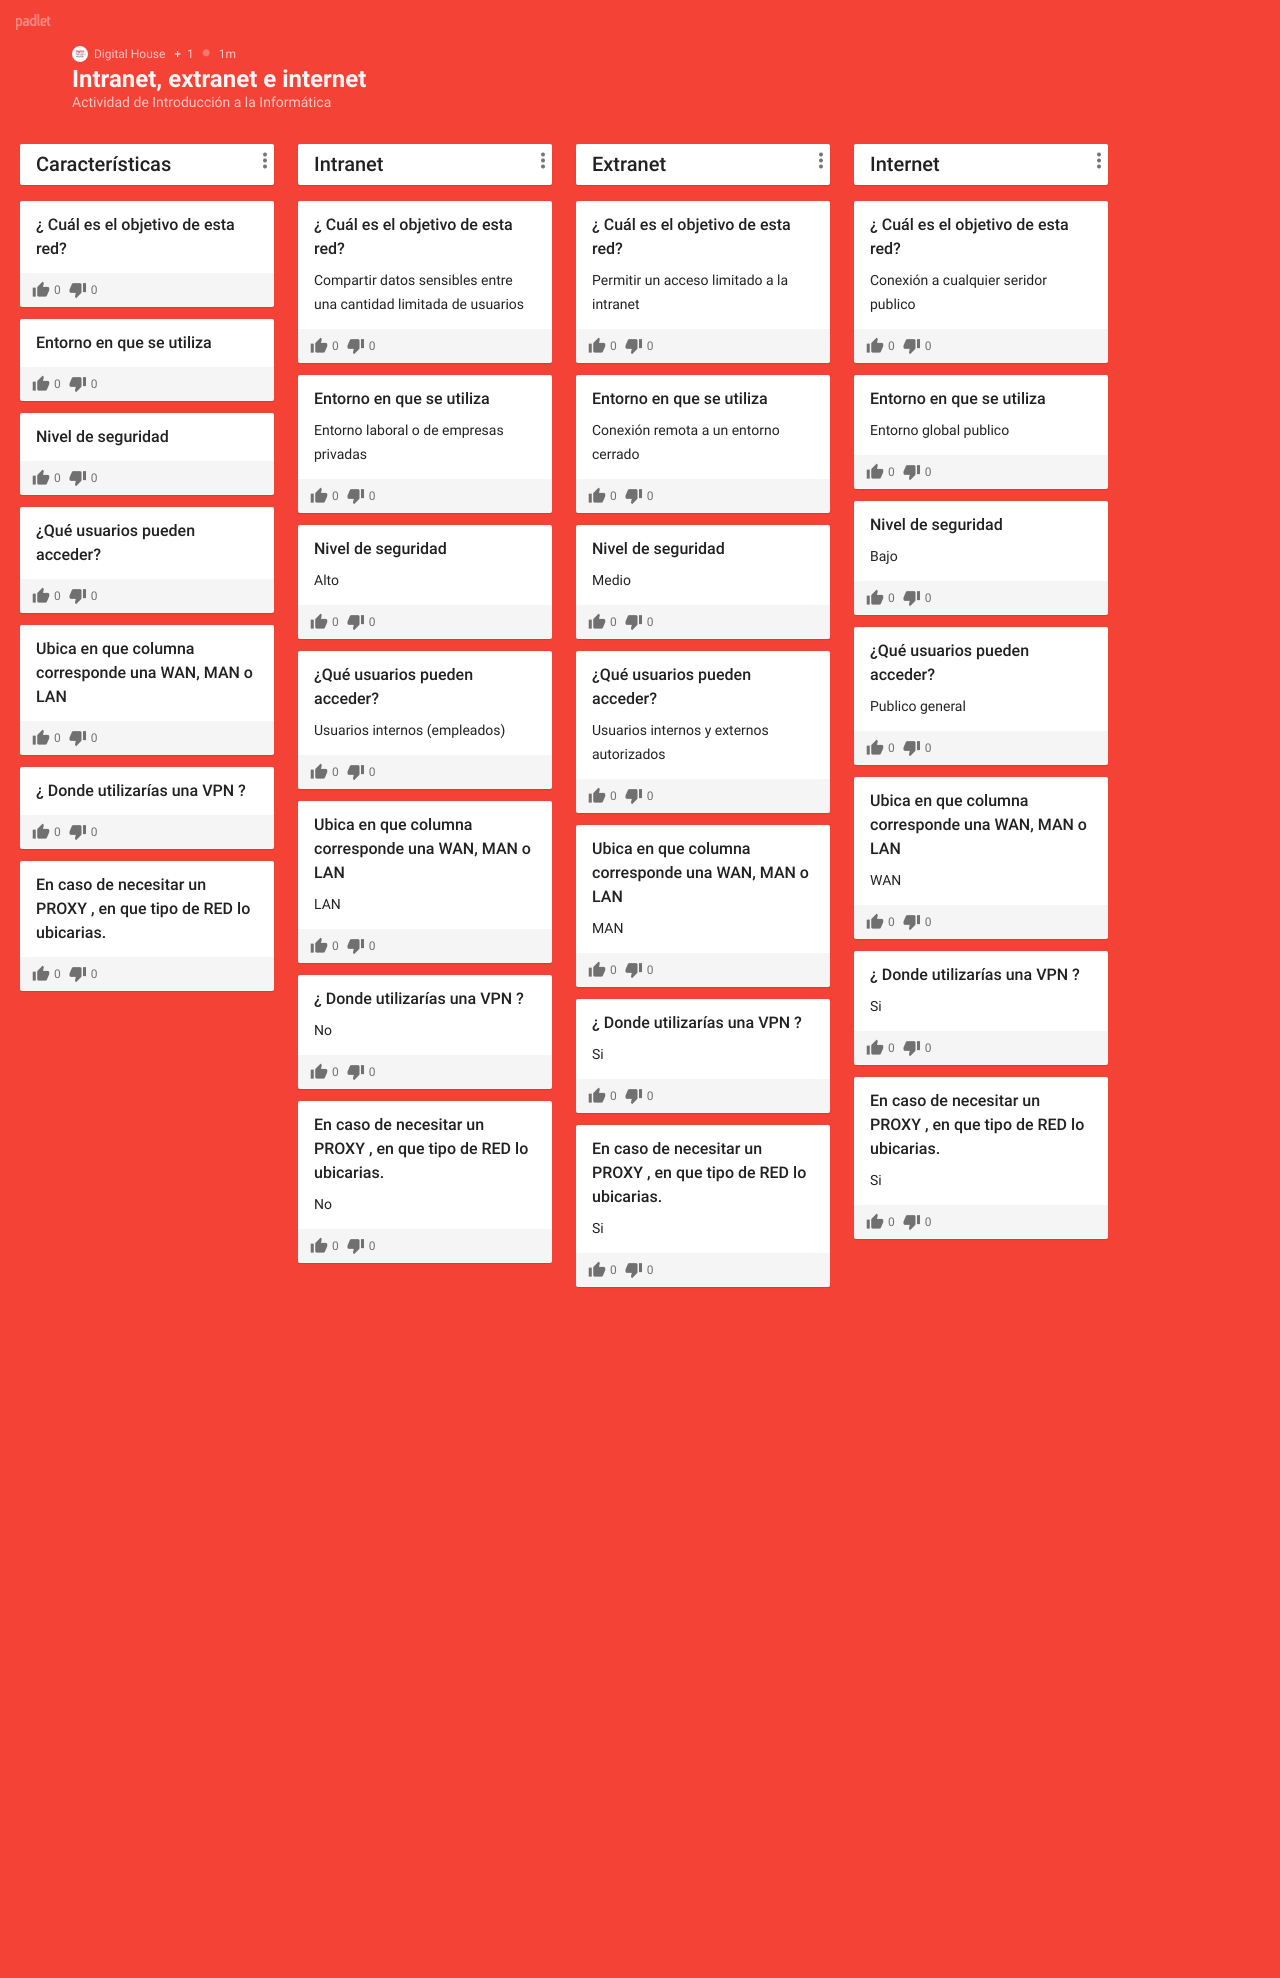 padlet
Digital House + 1 1m
Intranet, extranet e internet
Actividad de Introducción a la Informática
Características
¿ Cuál es el objetivo de esta
red?
0 0
Entorno en que se utiliza
0 0
Nivel de seguridad
0 0
¿Qué usuarios pueden
acceder?
0 0
Ubica en que columna
corresponde una WAN, MAN o
LAN
0 0
¿ Donde utilizarías una VPN ?
0 0
En caso de necesitar un
PROXY , en que tipo de RED lo
ubicarias.
0 0
Intranet
¿ Cuál es el objetivo de esta
red?
Compartir datos sensibles entre
una cantidad limitada de usuarios
0 0
Entorno en que se utiliza
Entorno laboral o de empresas
privadas
0 0
Nivel de seguridad
Alto
0 0
¿Qué usuarios pueden
acceder?
Usuarios internos (empleados)
0 0
Ubica en que columna
corresponde una WAN, MAN o
LAN
LAN
0 0
¿ Donde utilizarías una VPN ?
No
0 0
En caso de necesitar un
PROXY , en que tipo de RED lo
ubicarias.
No
0 0
Extranet
¿ Cuál es el objetivo de esta
red?
Permitir un acceso limitado a la
intranet
0 0
Entorno en que se utiliza
Conexión remota a un entorno
cerrado
0 0
Nivel de seguridad
Medio
0 0
¿Qué usuarios pueden
acceder?
Usuarios internos y externos
autorizados
0 0
Ubica en que columna
corresponde una WAN, MAN o
LAN
MAN
0 0
¿ Donde utilizarías una VPN ?
Si
0 0
En caso de necesitar un
PROXY , en que tipo de RED lo
ubicarias.
Si
0 0
Internet
¿ Cuál es el objetivo de esta
red?
Conexión a cualquier seridor
publico
0 0
Entorno en que se utiliza
Entorno global publico
0 0
Nivel de seguridad
Bajo
0 0
¿Qué usuarios pueden
acceder?
Publico general
0 0
Ubica en que columna
corresponde una WAN, MAN o
LAN
WAN
0 0
¿ Donde utilizarías una VPN ?
Si
0 0
En caso de necesitar un
PROXY , en que tipo de RED lo
ubicarias.
Si
0 0